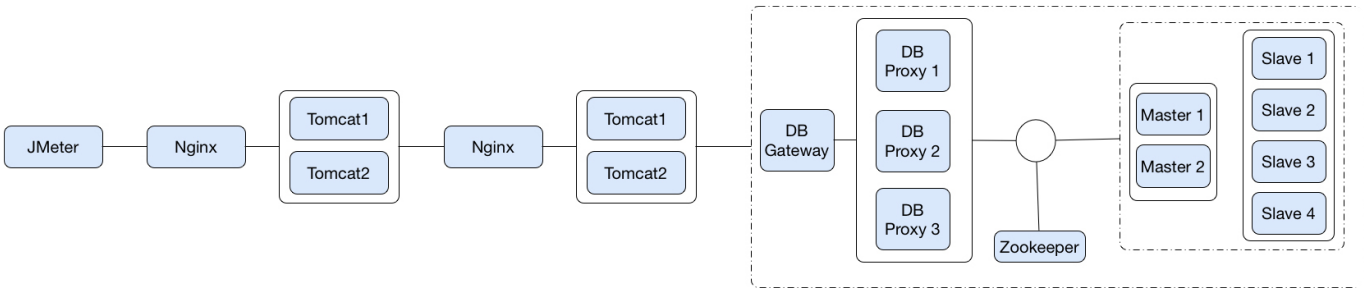 JMeter
Nginx
Tomcat1
Tomcat2
Nginx
Tomcat1
Tomcat2
DB
Gateway
DB
Proxy 1
DB
Proxy 2
DB
Proxy 3
Zookeeper
Master 1
Master 2
Slave 1
Slave 2
Slave 3
Slave 4